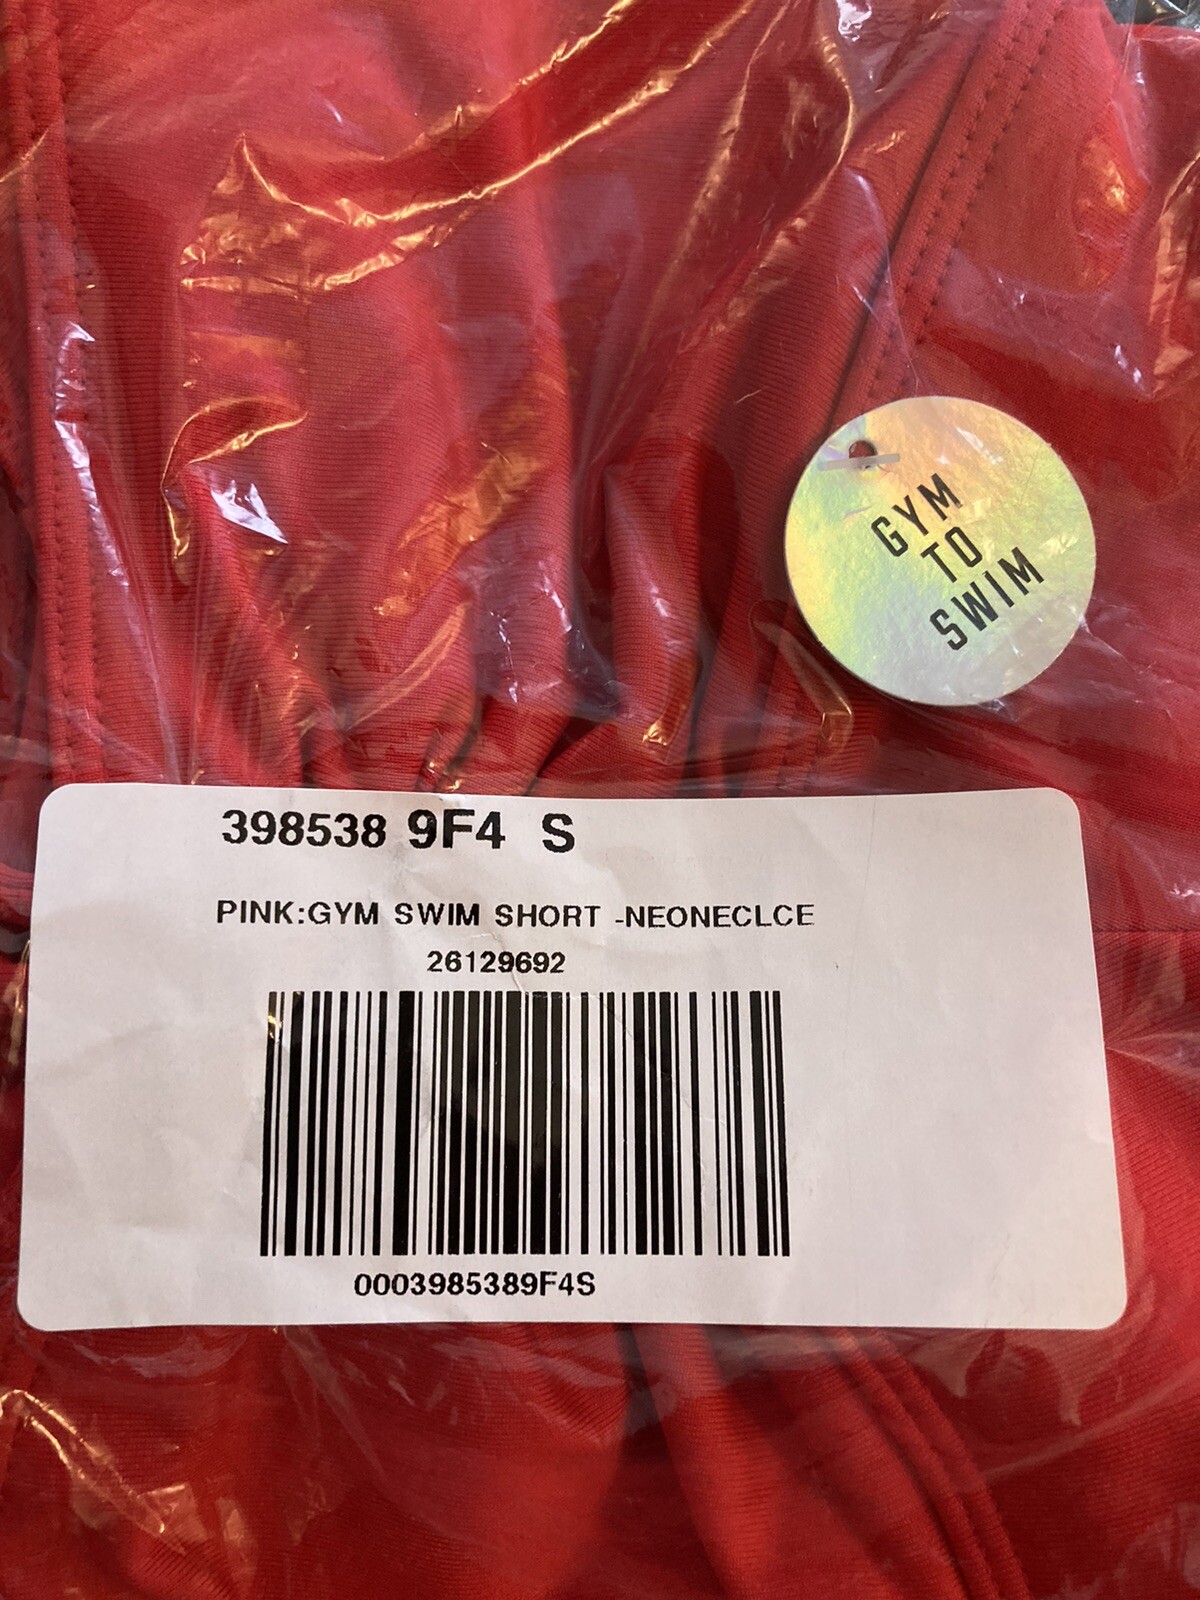 GYM
TO
SWIM
398538 9F4 S
PINK:GYM SWIM SHORT -NEONECLCE
26129692
0003985389F4S